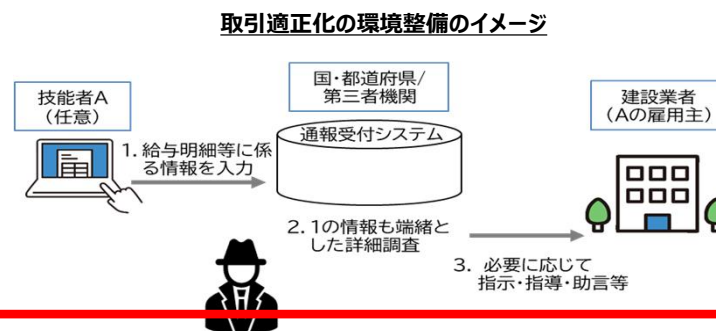 取引適正化の環境整備のイメージ
技能者A
（任意）
国・都道府県/
第三者機関
建設業者
（Aの雇用主）
通報受付システム
1. 給与明細等に係
る情報を入力
2. 1の情報も端緒と
した詳細調査
3. 必要に応じて
指示・指導・助言等